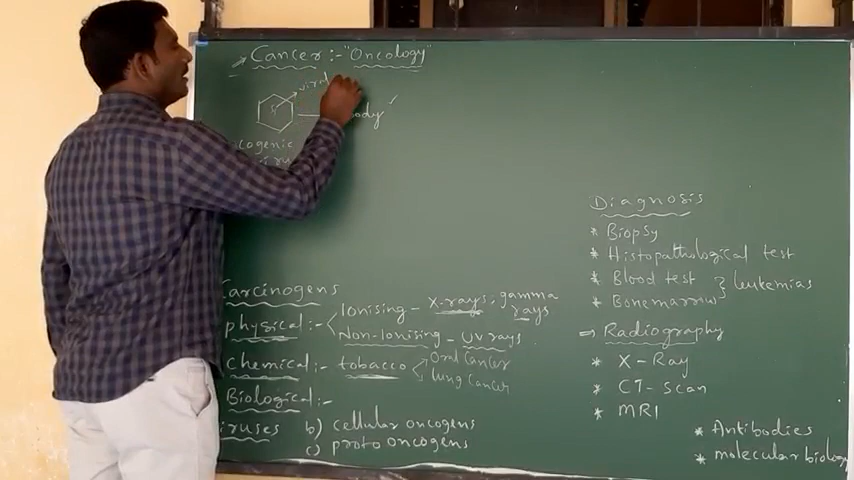 Cancer :- "Oncology"
viral
body
Carcinogens
physical :- Ionising - X-rays, gamma rays
Non-Ionising - UV rays
Chemical :- tobacco Oral Cancer
lung Cancer
Biological :-
viruses b) cellular oncogens
c) proto oncogens
Diagnosis
* Biopsy
* Histopathological test
* Blood test } leukemias
* Bonemarrow
=> Radiography
* X-Ray
* CT-Scan
* MRI
* Antibodies
* molecular biology